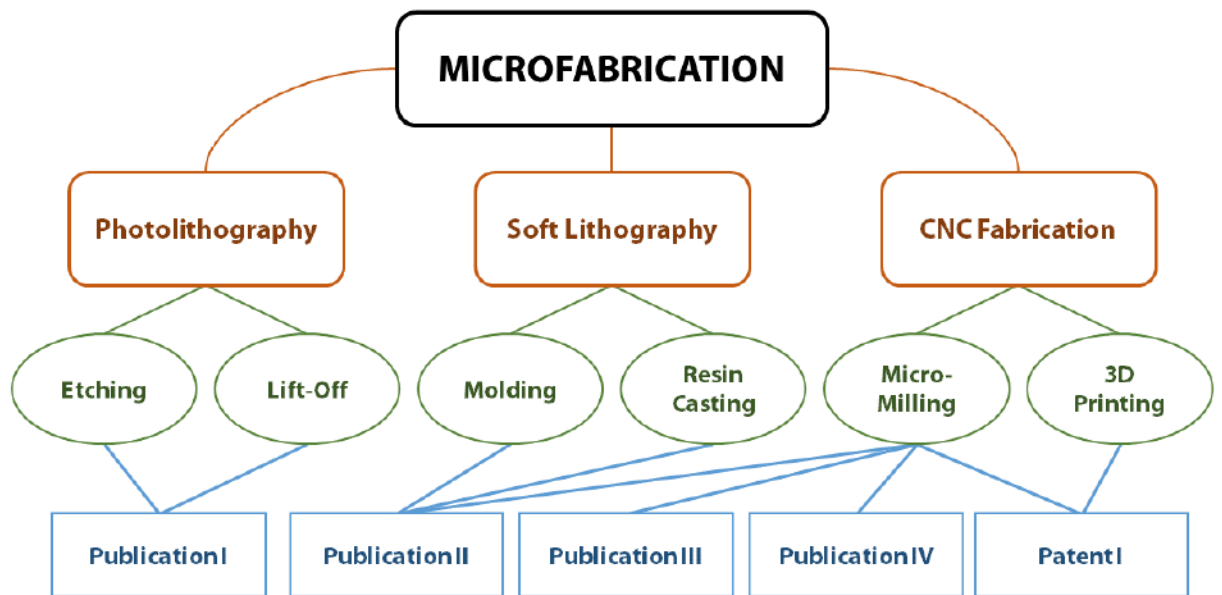 MICROFABRICATION
Photolithography
Soft Lithography
CNC Fabrication
Etching
Lift-Off
Molding
Resin
Casting
Micro-
Milling
3D
Printing
Publication I
Publication II
Publication III
Publication IV
Patent I